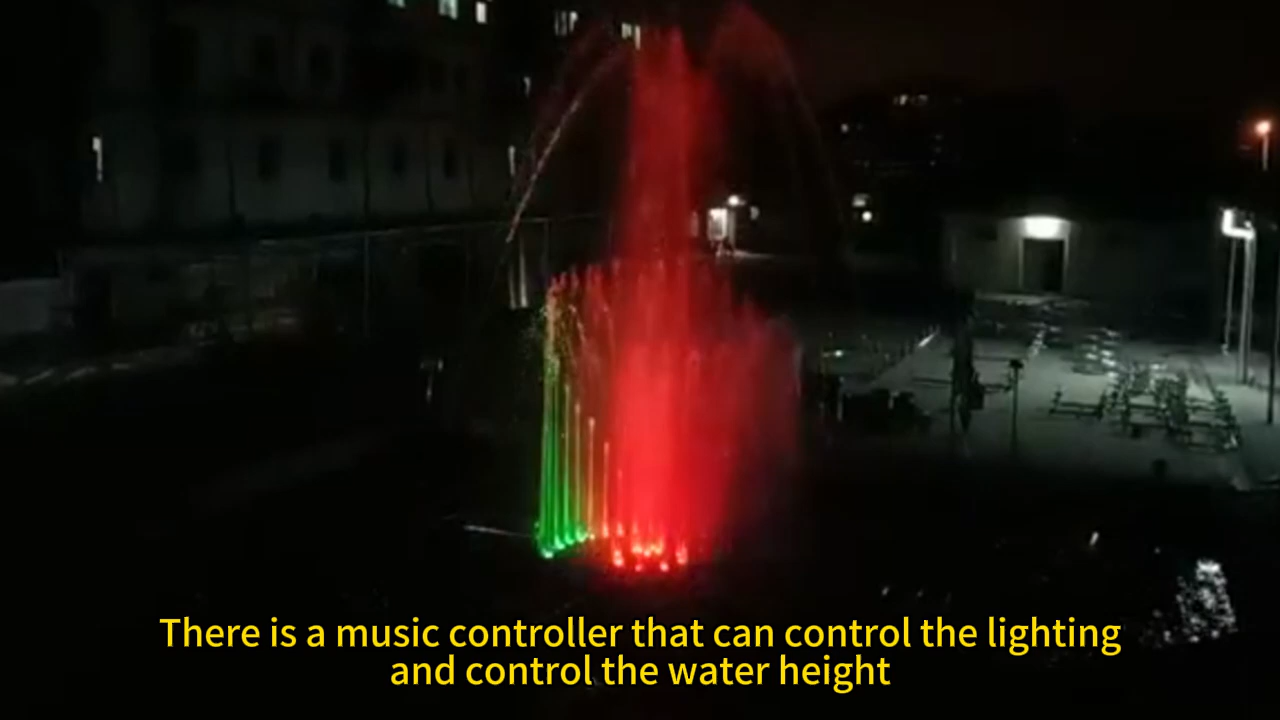 There is a music controller that can control the lighting
and control the water height